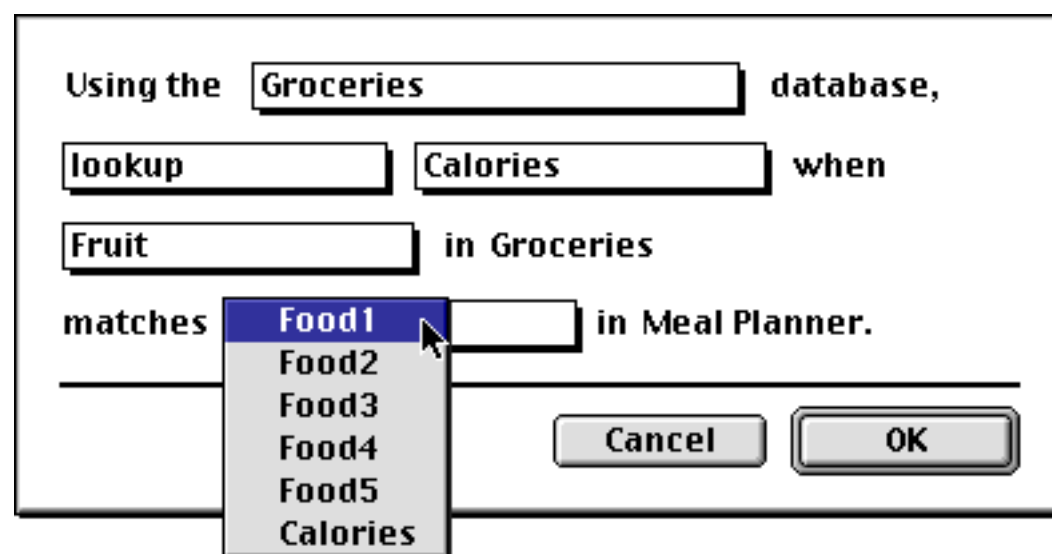 Using the Groceries database,
lookup Calories when
Fruit in Groceries
matches Food1 in Meal Planner.
Food2
Food3
Food4
Food5
Calories
Cancel OK